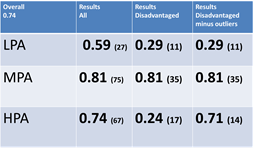 Overall
0.74
Results
All
Results
Disadvantaged
Results
Disadvantaged
minus outliers
LPA 0.59 (27) 0.29 (11) 0.29 (11)
MPA 0.81 (75) 0.81 (35) 0.81 (35)
HPA 0.74 (67) 0.24 (17) 0.71 (14)